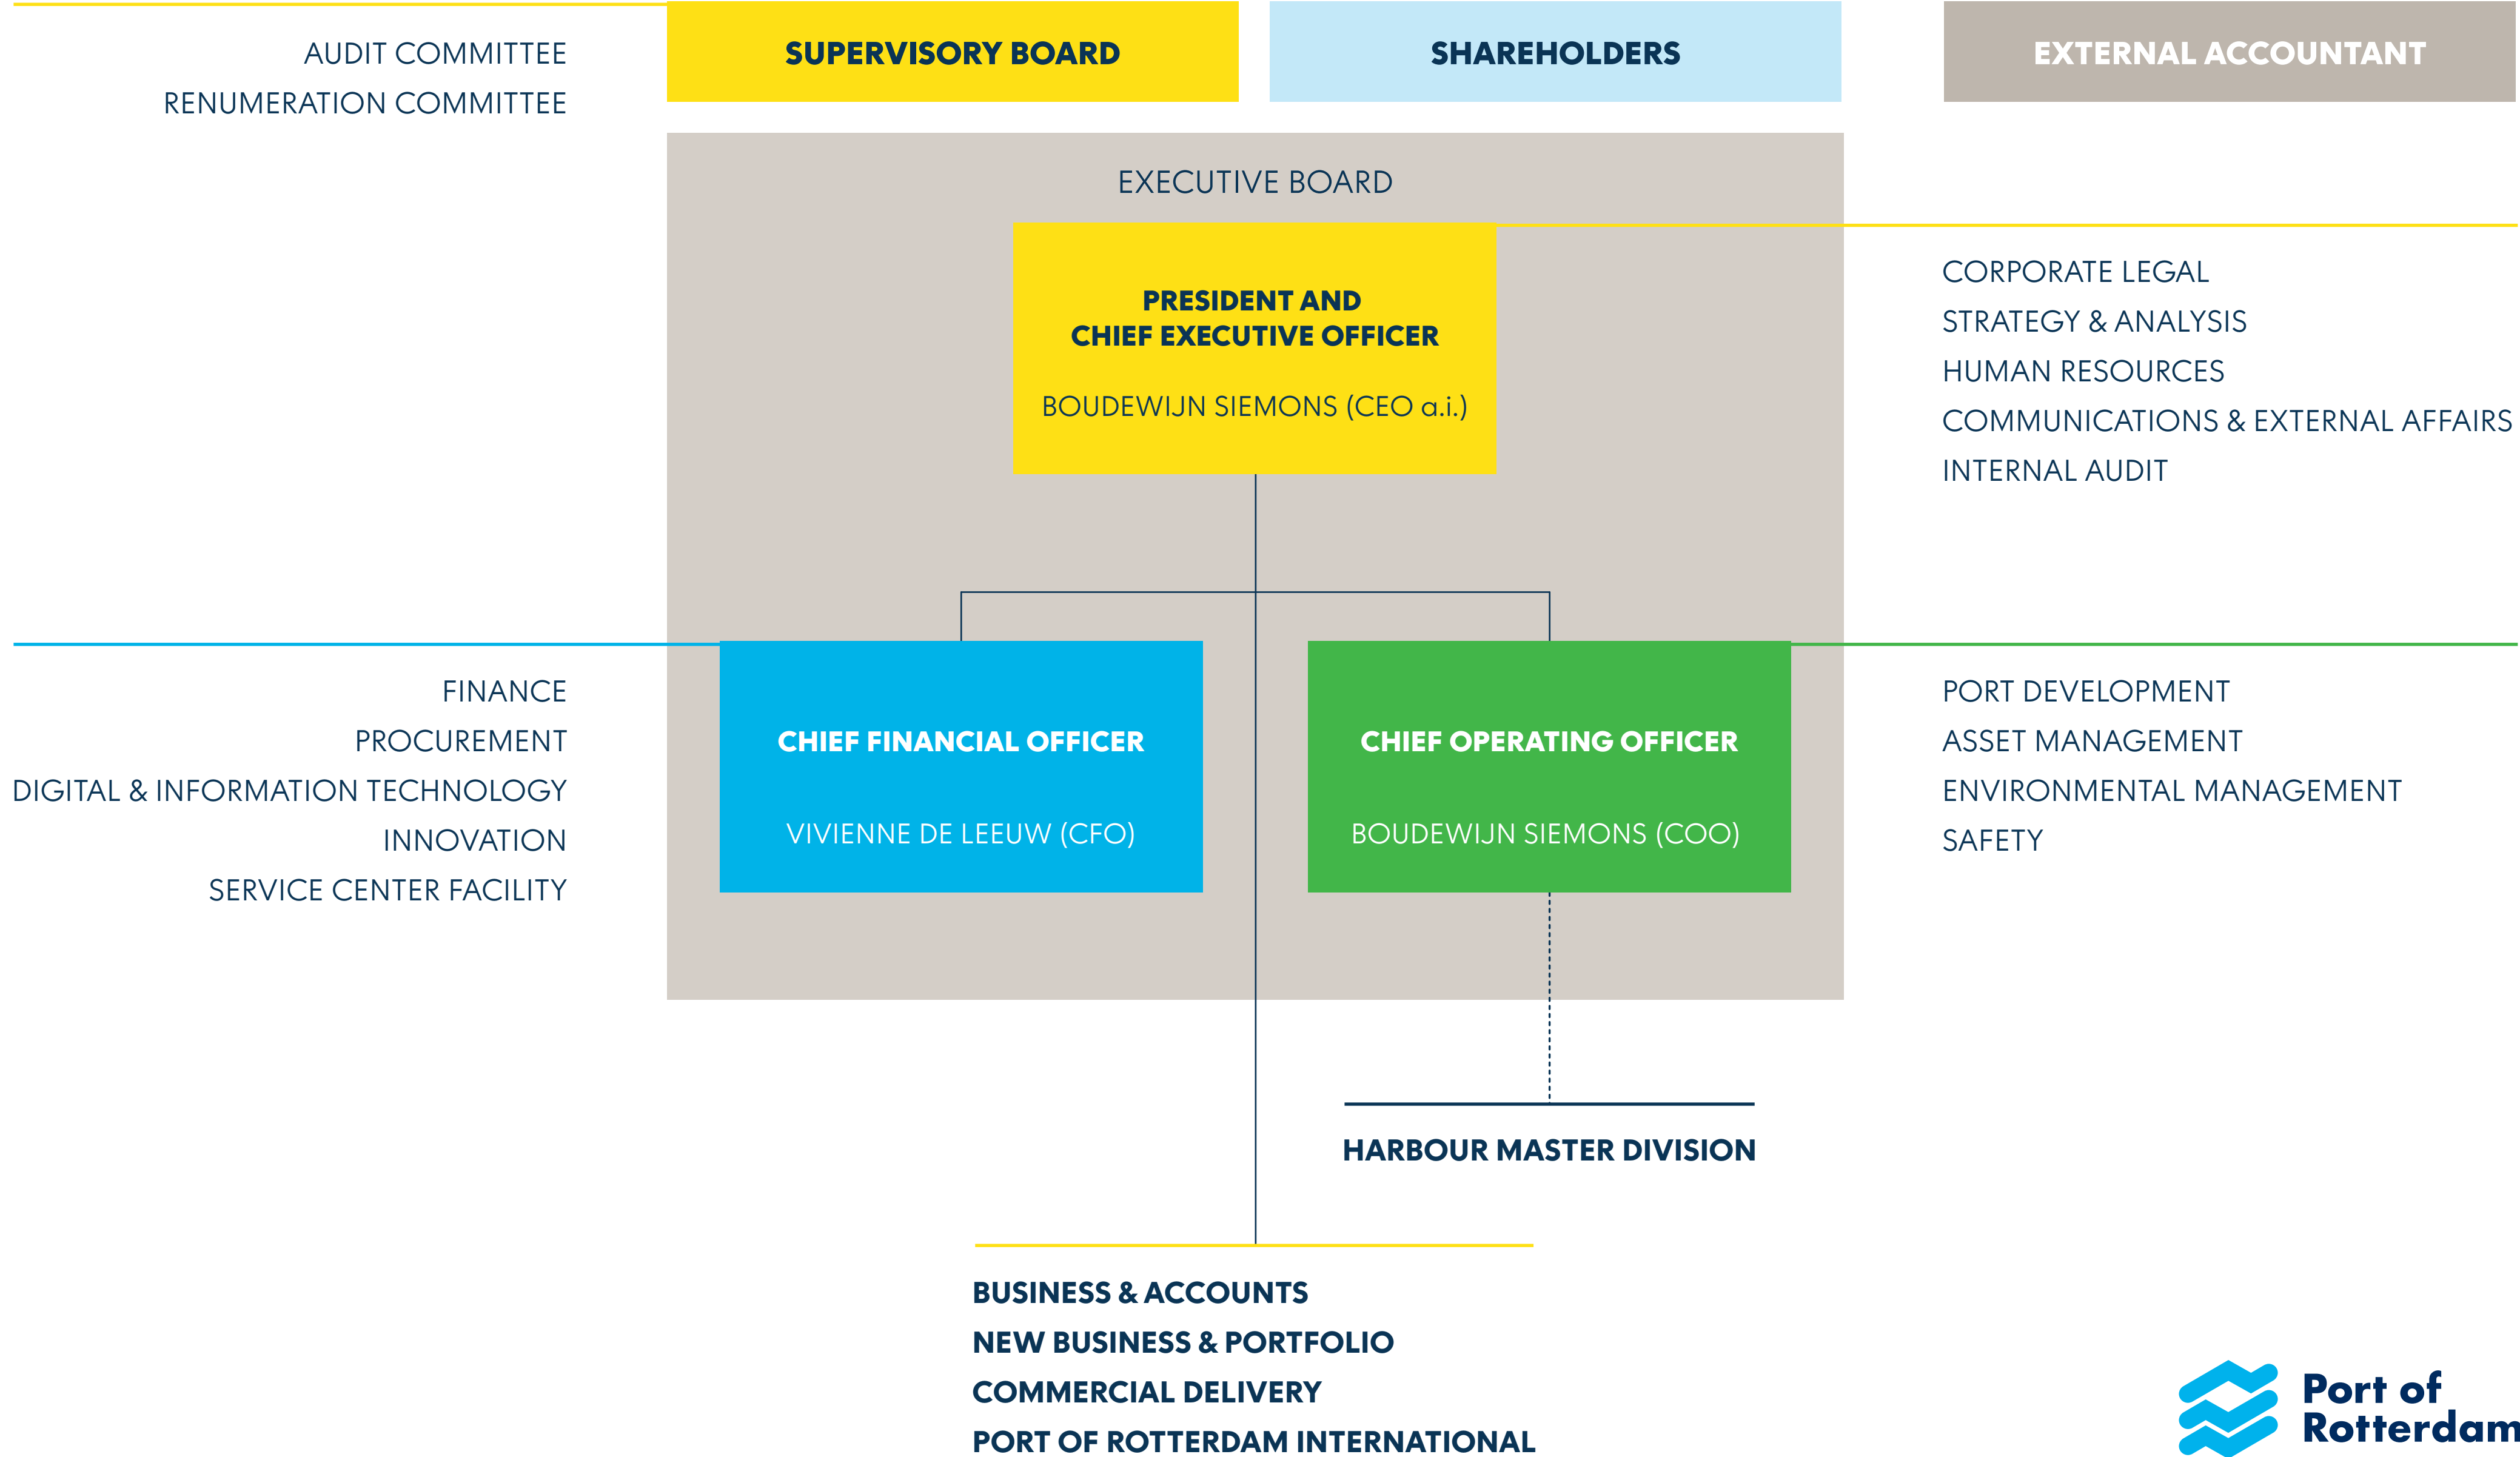 AUDIT COMMITTEE
RENUMERATION COMMITTEE
SUPERVISORY BOARD
SHAREHOLDERS
EXTERNAL ACCOUNTANT
EXECUTIVE BOARD
PRESIDENT AND
CHIEF EXECUTIVE OFFICER
BOUDEWIJN SIEMONS (CEO a.i.)
CORPORATE LEGAL
STRATEGY & ANALYSIS
HUMAN RESOURCES
COMMUNICATIONS & EXTERNAL AFFAIRS
INTERNAL AUDIT
FINANCE
PROCUREMENT
DIGITAL & INFORMATION TECHNOLOGY
INNOVATION
SERVICE CENTER FACILITY
CHIEF FINANCIAL OFFICER
VIVIENNE DE LEEUW (CFO)
CHIEF OPERATING OFFICER
BOUDEWIJN SIEMONS (COO)
PORT DEVELOPMENT
ASSET MANAGEMENT
ENVIRONMENTAL MANAGEMENT
SAFETY
HARBOUR MASTER DIVISION
BUSINESS & ACCOUNTS
NEW BUSINESS & PORTFOLIO
COMMERCIAL DELIVERY
PORT OF ROTTERDAM INTERNATIONAL
Port of
Rotterdam